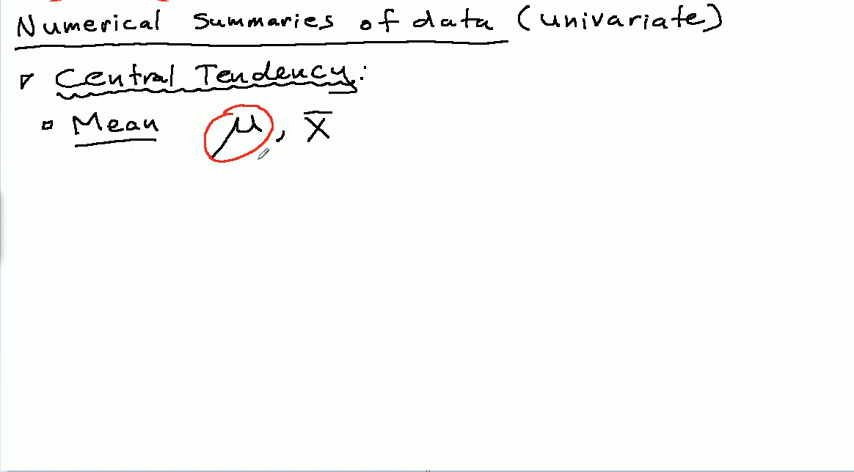 Numerical Summaries of data (univariate)
Central Tendency:
Mean μ, x̄